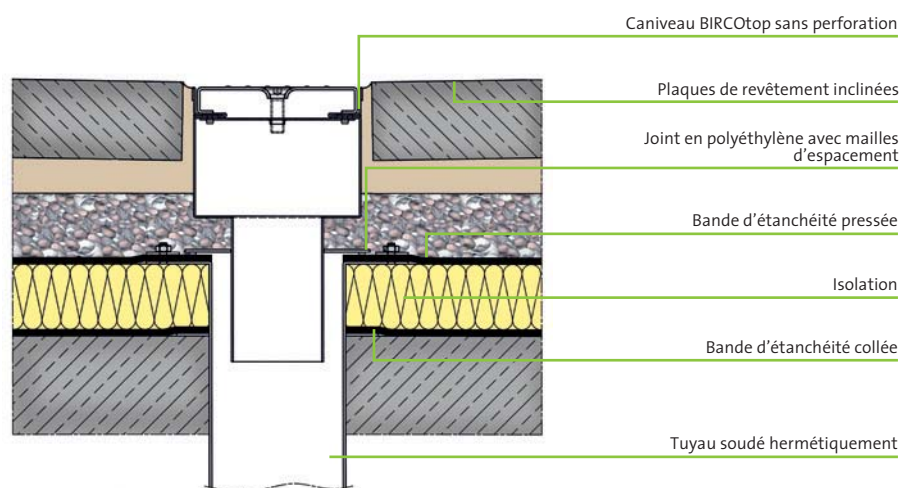 Caniveau BIRCOtop sans perforation
Plaques de revêtement inclinées
Joint en polyéthylène avec mailles
d'espacement
Bande d'étanchéité pressée
Isolation
Bande d'étanchéité collée
Tuyau soudé hermétiquement